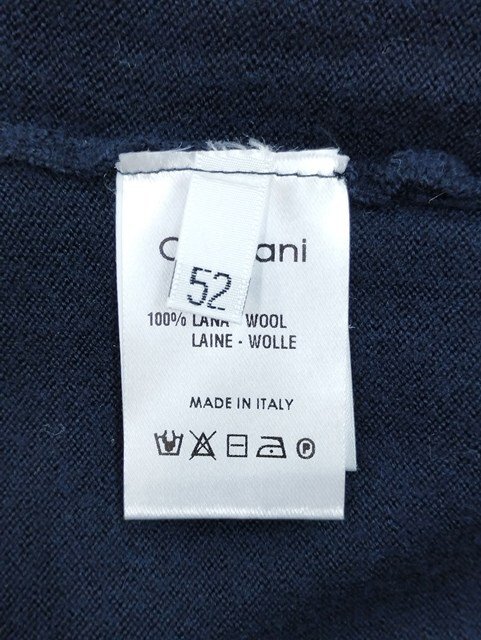 52
100% LANA - WOOL
LAINE - WOLLE
MADE IN ITALY
P